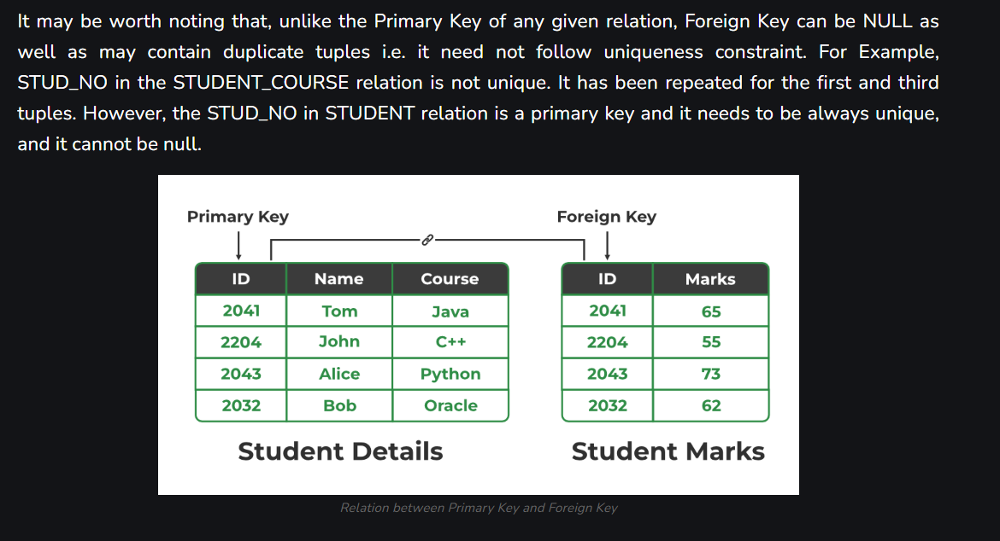 It may be worth noting that, unlike the Primary Key of any given relation, Foreign Key can be NULL as
well as may contain duplicate tuples i.e. it need not follow uniqueness constraint. For Example,
STUD_NO in the STUDENT_COURSE relation is not unique. It has been repeated for the first and third
tuples. However, the STUD_NO in STUDENT relation is a primary key and it needs to be always unique,
and it cannot be null.
Primary Key
Foreign Key
ID Name Course
2041 Tom Java
2204 John C++
2043 Alice Python
2032 Bob Oracle
Student Details
ID Marks
2041 65
2204 55
2043 73
2032 62
Student Marks
Relation between Primary Key and Foreign Key